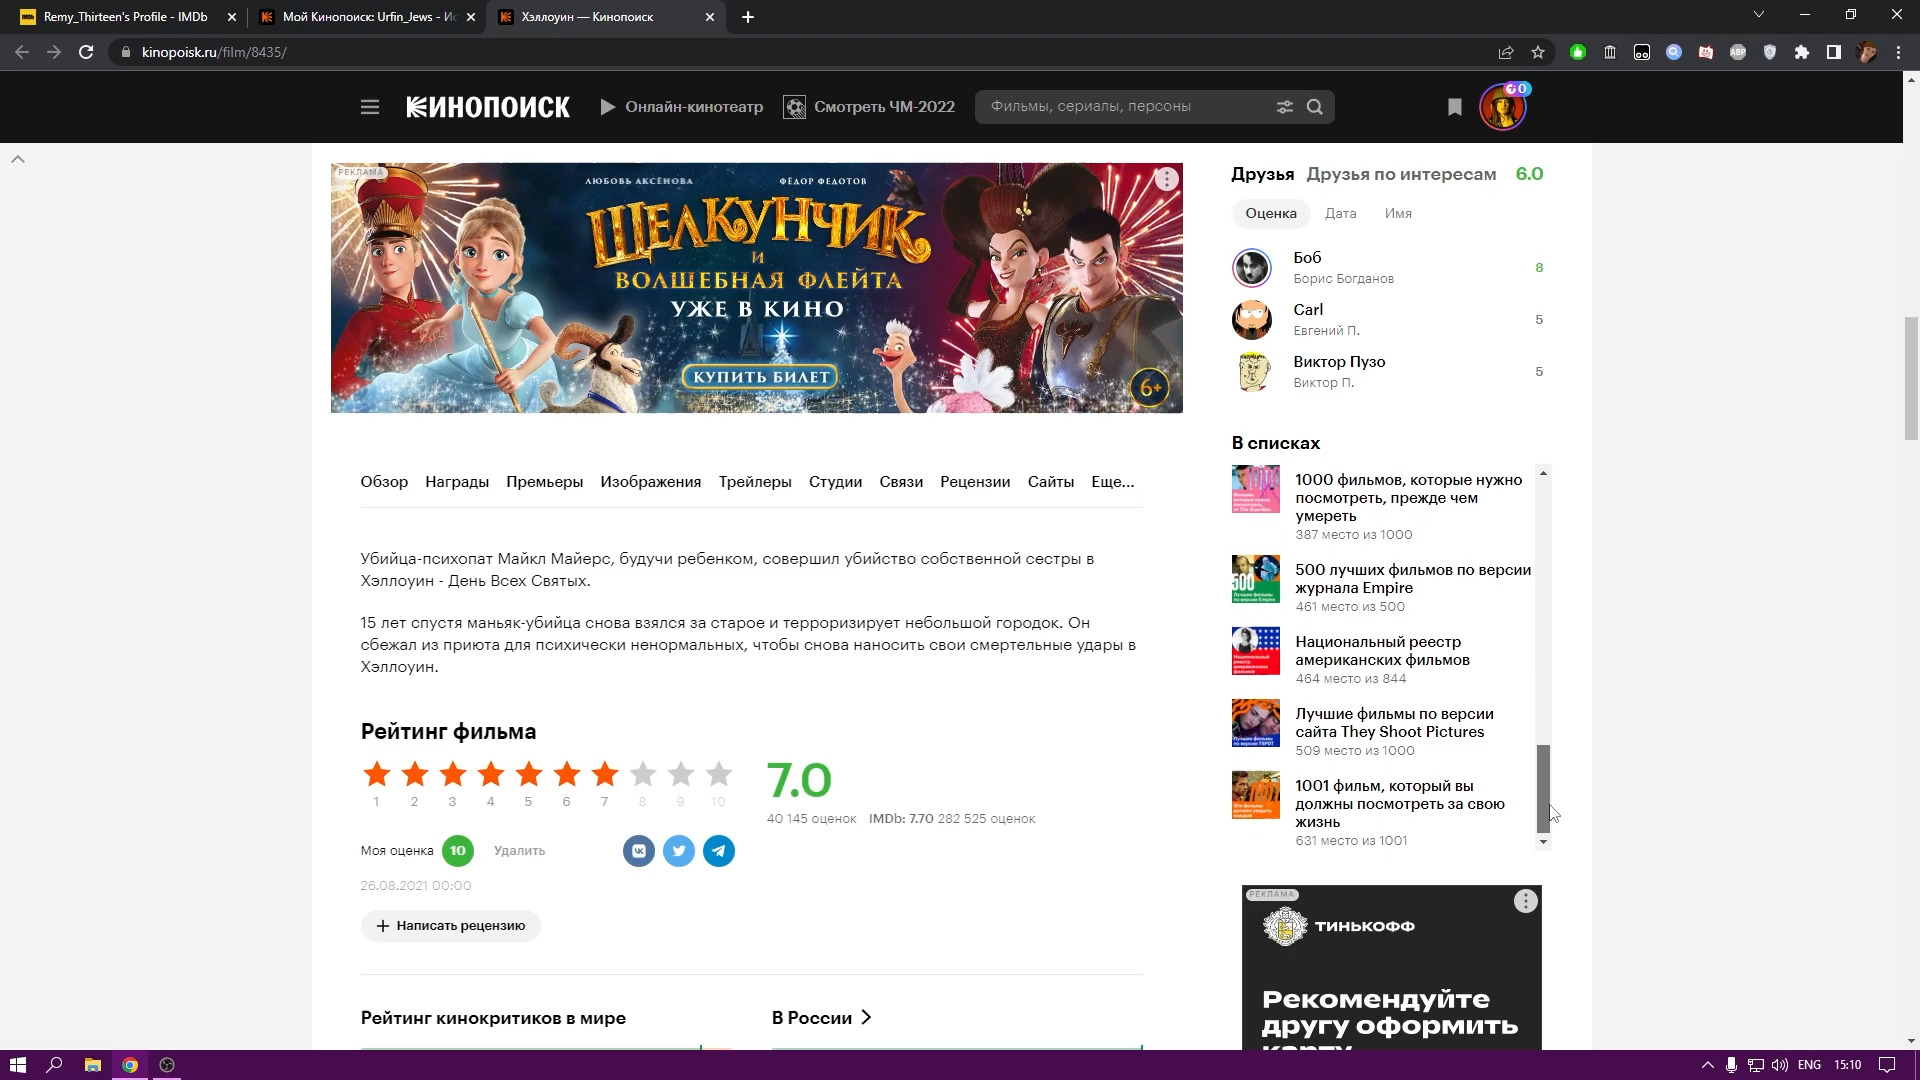 Remy_Thirteen's Profile - IMDb
Мой Кинопоиск: Urfin_Jews - Ис
Хэллоуин — Кинопоиск
kinopoisk.ru/film/8435/
КИНОПОИСК
Онлайн-кинотеатр
Смотреть ЧМ-2022
Фильмы, сериалы, персоны
0
РЕКЛАМА
ЛЮБОВЬ АКСЁНОВА
ФЁДОР ФЕДОТОВ
ЩЕЛКУНЧИК
И
ВОЛШЕБНАЯ ФЛЕЙТА
УЖЕ В КИНО
КУПИТЬ БИЛЕТ
6+
Обзор Награды Премьеры Изображения Трейлеры Студии Связи Рецензии Сайты Еще...
Убийца-психопат Майкл Майерс, будучи ребенком, совершил убийство собственной сестры в
Хэллоуин - День Всех Святых.
15 лет спустя маньяк-убийца снова взялся за старое и терроризирует небольшой городок. Он
сбежал из приюта для психически ненормальных, чтобы снова наносить свои смертельные удары в
Хэллоуин.
Рейтинг фильма
1 2 3 4 5 6 7 8 9 10
7.0
40 145 оценок IMDb: 7.70 282 525 оценок
Моя оценка 10 Удалить
26.08.2021 00:00
+ Написать рецензию
Рейтинг кинокритиков в мире
В России
Друзья Друзья по интересам 6.0
Оценка Дата Имя
Боб
Борис Богданов
8
Carl
Евгений П.
5
Виктор Пузо
Виктор П.
5
В списках
1000 фильмов, которые нужно
посмотреть, прежде чем
умереть
387 место из 1000
500
500 лучших фильмов по версии
журнала Empire
461 место из 500
Национальный реестр
американских фильмов
464 место из 844
Лучшие фильмы по версии
сайта They Shoot Pictures
509 место из 1000
1001 фильм, который вы
должны посмотреть за свою
жизнь
631 место из 1001
РЕКЛАМА
ТИНЬКОФФ
Рекомендуйте
другу оформить
карту
ABP
ENG 15:10